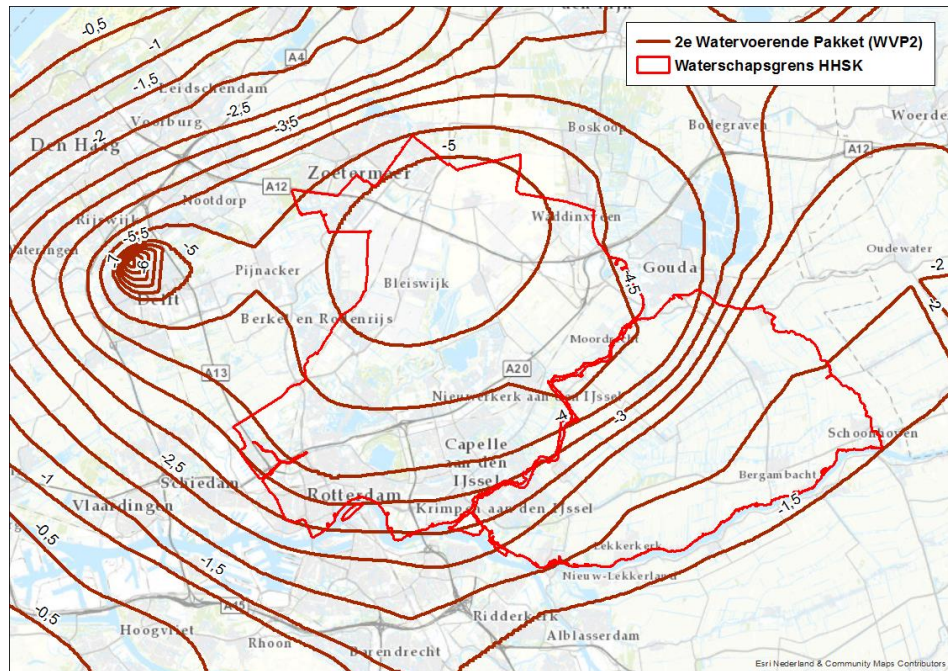 den Rijn
-0,5
-1
A4
-1,5
Leidschendam
Voorburg
-2,5
-2
-3,5
Den Haag
2e Watervoerende Pakket (WVP2)
Waterschapsgrens HHSK
Boskoop
Bodegraven
Woerde
-5
A12
Zoetermeer
A12
Nootdorp
Rijswijk
Wateringen
-5,5
-5
-7
-9
Delft
Pijnacker
Bleiswijk
Waddinxveen
Gouda
-4,5
Oudewater
-2
-2
Berkel en Rodenrijs
Moordrecht
A13
A20
Nieuwerkerk aan den IJssel
-4
-3
Capelle
aan den
IJssel
Schoonhoven
Bergambacht
-2,5
-1
Schiedam
Vlaardingen
Rotterdam
Krimpen aan den IJssel
-1,5
-0,5
-1,5
Lekkerkerk
Nieuw-Lekkerland
-0,5
A15
Ridderkerk
Hoogvliet
Rhoon
Barendrecht
Alblasserdam
Esri Nederland & Community Maps Contributors